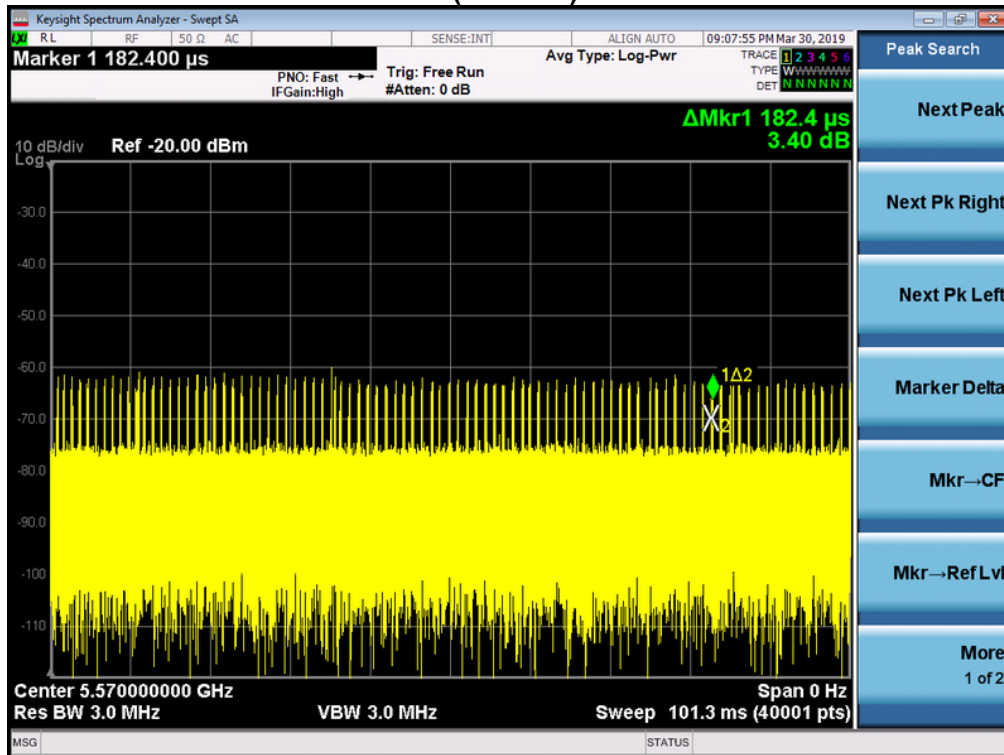 Keysight Spectrum Analyzer - Swept SA
LXI RL RF 50 Ω AC SENSE:INT ALIGN AUTO 09:07:55 PM Mar 30, 2019
Marker 1 182.400 µs
PNO: Fast
IFGain:High
Trig: Free Run
#Atten: 0 dB
Avg Type: Log-Pwr
TRACE 1 2 3 4 5 6
TYPE WWWWWW
DET N N N N N N
ΔMkr1 182.4 µs
3.40 dB
10 dB/div Ref -20.00 dBm
Log
-30.0
-40.0
-50.0
-60.0
-70.0
-80.0
-90.0
-100
-110
1Δ2
2
Center 5.570000000 GHz Span 0 Hz
Res BW 3.0 MHz VBW 3.0 MHz Sweep 101.3 ms (40001 pts)
MSG STATUS
Peak Search
Next Peak
Next Pk Right
Next Pk Left
Marker Delta
Mkr→CF
Mkr→Ref Lvl
More
1 of 2